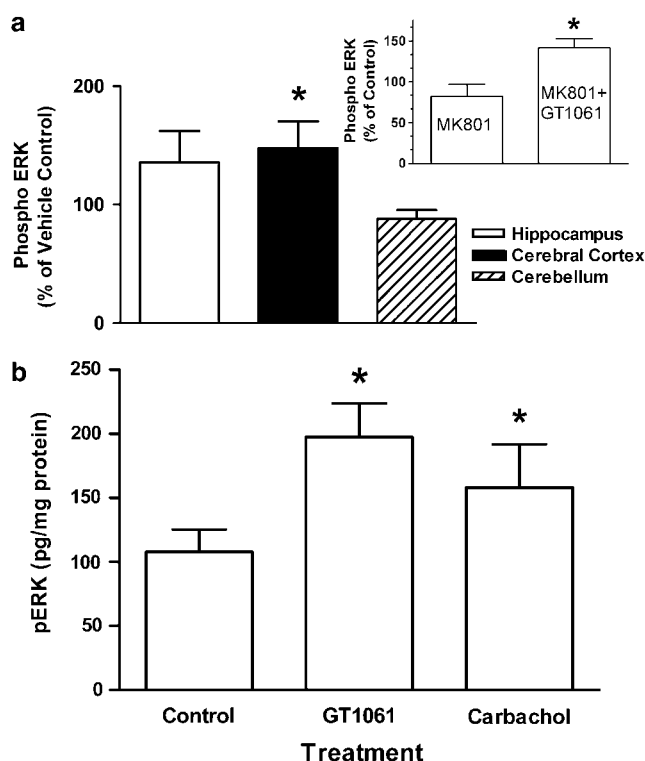 a
Phospho ERK
(% of Vehicle Control)
200
100
0
*
Phospho ERK
(% of Control)
150
100
50
0
*
MK801
MK801+
GT1061
Hippocampus
Cerebral Cortex
Cerebellum
b
pERK (pg/mg protein)
250
200
150
100
50
0
*
*
Control GT1061 Carbachol
Treatment